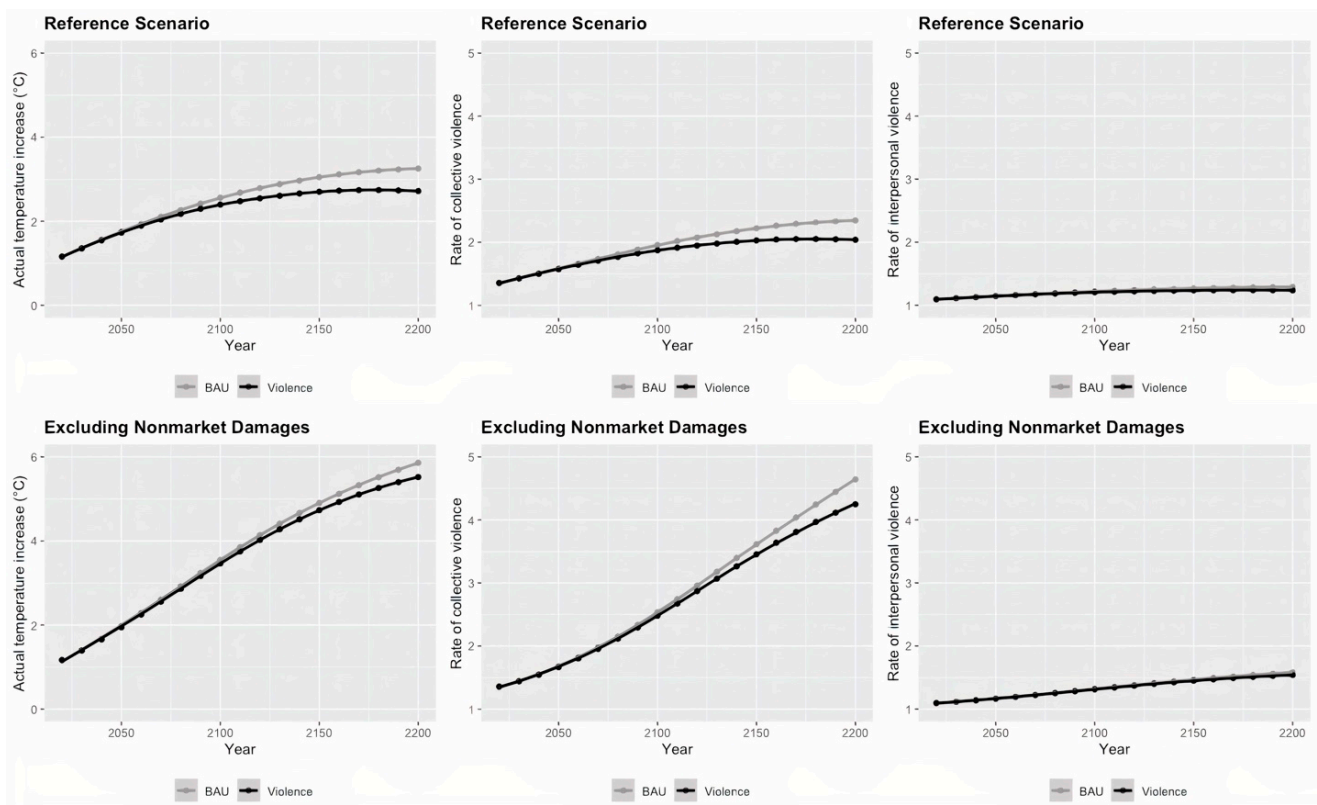 Reference Scenario
Actual temperature increase (°C)
6
4
2
0
2050 2100 2150 2200
Year
BAU Violence
Reference Scenario
Rate of collective violence
5
4
3
2
1
2050 2100 2150 2200
Year
BAU Violence
Reference Scenario
Rate of interpersonal violence
5
4
3
2
1
2050 2100 2150 2200
Year
BAU Violence
Excluding Nonmarket Damages
Actual temperature increase (°C)
6
4
2
0
2050 2100 2150 2200
Year
BAU Violence
Excluding Nonmarket Damages
Rate of collective violence
5
4
3
2
1
2050 2100 2150 2200
Year
BAU Violence
Excluding Nonmarket Damages
Rate of interpersonal violence
5
4
3
2
1
2050 2100 2150 2200
Year
BAU Violence